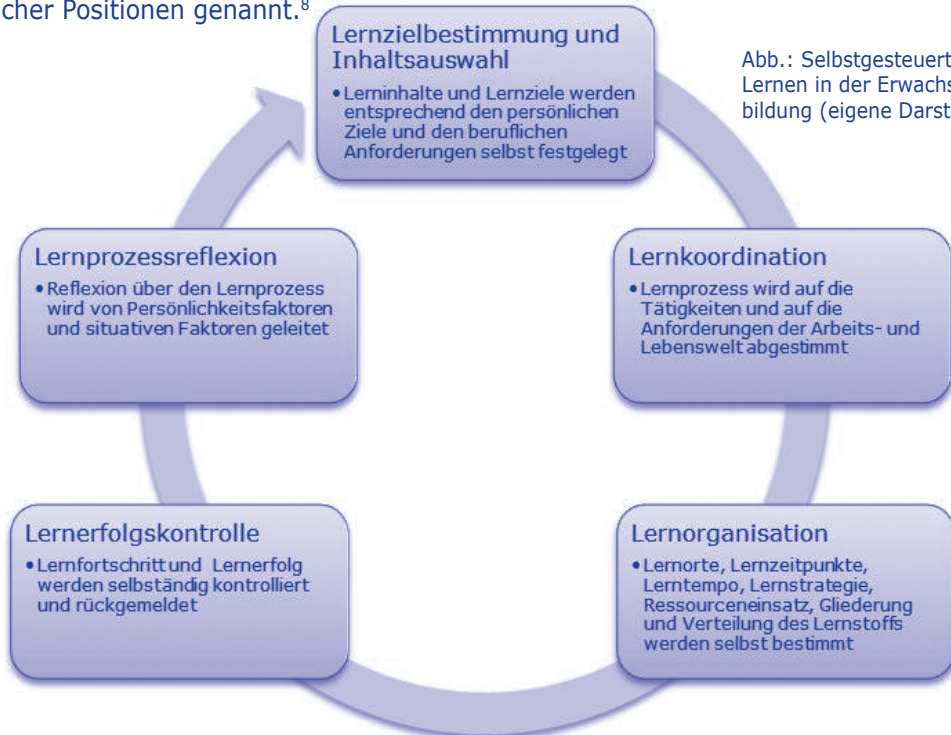 cher Positionen genannt.⁸
Lernzielbestimmung und
Inhaltsauswahl
• Lerninhalte und Lernziele werden
entsprechend den persönlichen
Ziele und den beruflichen
Anforderungen selbst festgelegt
Abb.: Selbstgesteuert
Lernen in der Erwachs
bildung (eigene Darst
Lernkoordination
• Lernprozess wird auf die
Tätigkeiten und auf die
Anforderungen der Arbeits- und
Lebenswelt abgestimmt
Lernorganisation
• Lernorte, Lernzeitpunkte,
Lerntempo, Lernstrategie,
Ressourceneinsatz, Gliederung
und Verteilung des Lernstoffs
werden selbst bestimmt
Lernerfolgskontrolle
• Lernfortschritt und Lernerfolg
werden selbständig kontrolliert
und rückgemeldet
Lernprozessreflexion
• Reflexion über den Lernprozess
wird von Persönlichkeitsfaktoren
und situativen Faktoren geleitet